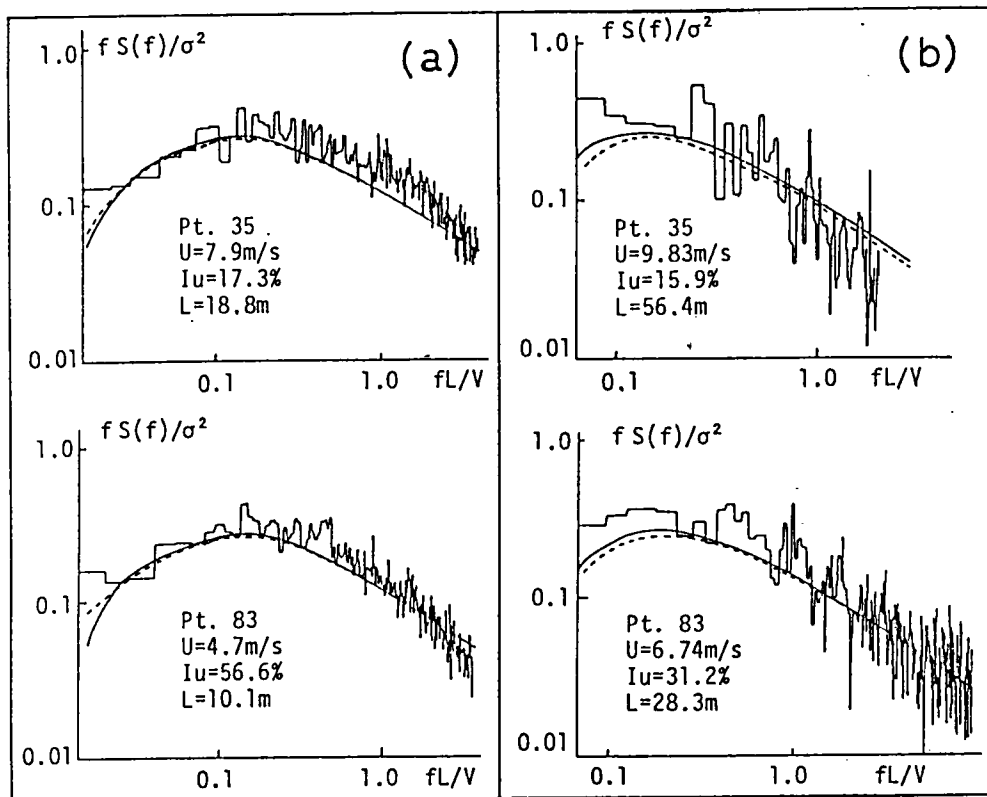 f S(f)/σ²
(a)
1.0
0.1
0.01
Pt. 35
U=7.9m/s
Iu=17.3%
L=18.8m
0.1
1.0
fL/V
f S(f)/σ²
(b)
1.0
0.1
0.01
Pt. 35
U=9.83m/s
Iu=15.9%
L=56.4m
0.1
1.0
fL/V
f S(f)/σ²
1.0
0.1
0.01
Pt. 83
U=4.7m/s
Iu=56.6%
L=10.1m
0.1
1.0
fL/V
f S(f)/σ²
1.0
0.1
0.01
Pt. 83
U=6.74m/s
Iu=31.2%
L=28.3m
0.1
1.0
fL/V